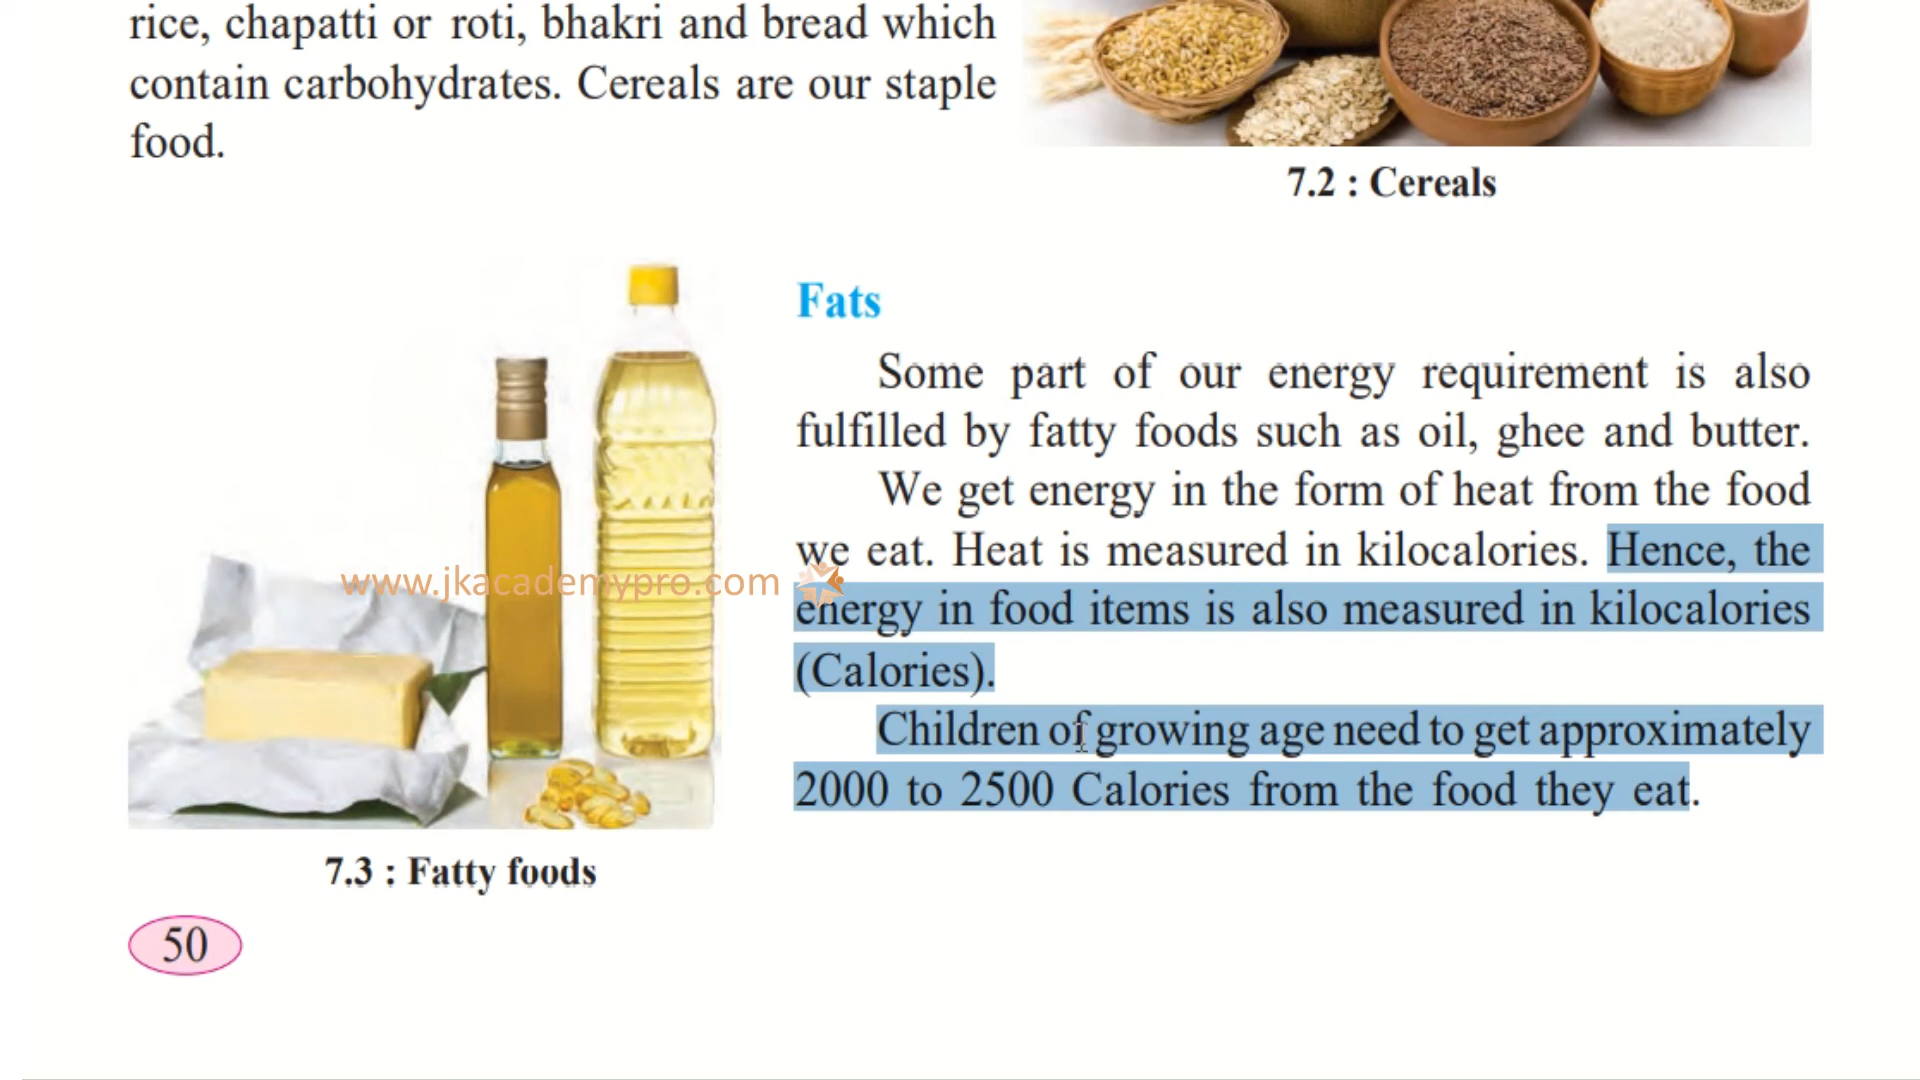 rice, chapatti or roti, bhakri and bread which
contain carbohydrates. Cereals are our staple
food.
7.2 : Cereals
Fats
Some part of our energy requirement is also
fulfilled by fatty foods such as oil, ghee and butter.
We get energy in the form of heat from the food
we eat. Heat is measured in kilocalories. Hence, the
energy in food items is also measured in kilocalories
(Calories).
Children of growing age need to get approximately
2000 to 2500 Calories from the food they eat.
www.jkacademypro.com
7.3 : Fatty foods
50